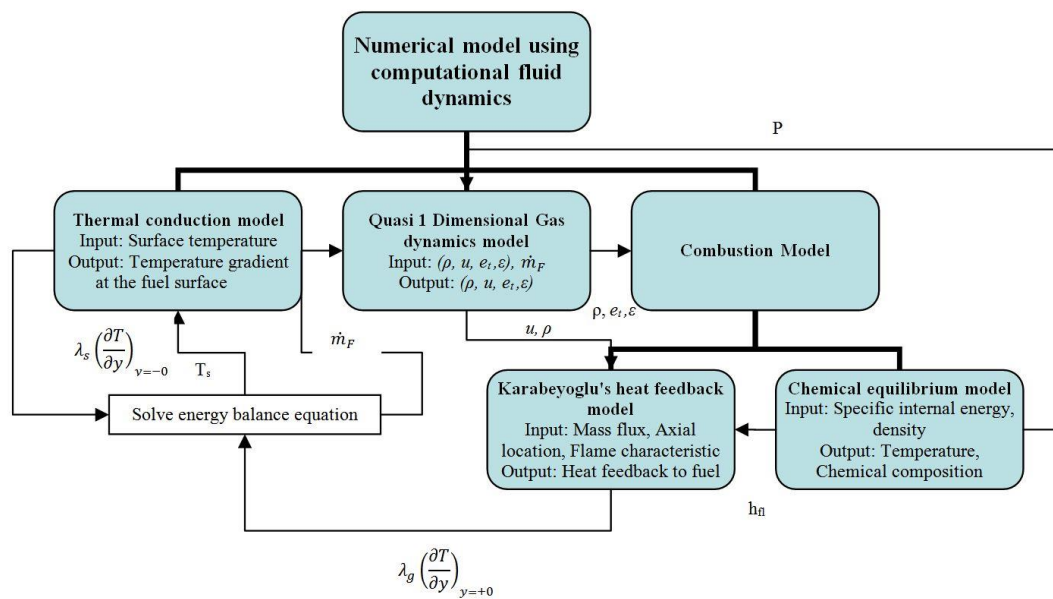 Numerical model using
computational fluid
dynamics
P
Thermal conduction model
Input: Surface temperature
Output: Temperature gradient
at the fuel surface
Quasi 1 Dimensional Gas
dynamics model
Input: (ρ, u, eₜ,ε), ṁ_F
Output: (ρ, u, eₜ,ε)
Combustion Model
λ_s (∂T/∂y)_{y=−0}
T_s
ṁ_F
u, ρ
ρ, eₜ,ε
Solve energy balance equation
Karabeyoglu's heat feedback
model
Input: Mass flux, Axial
location, Flame characteristic
Output: Heat feedback to fuel
Chemical equilibrium model
Input: Specific internal energy,
density
Output: Temperature,
Chemical composition
h_fl
λ_g (∂T/∂y)_{y=+0}